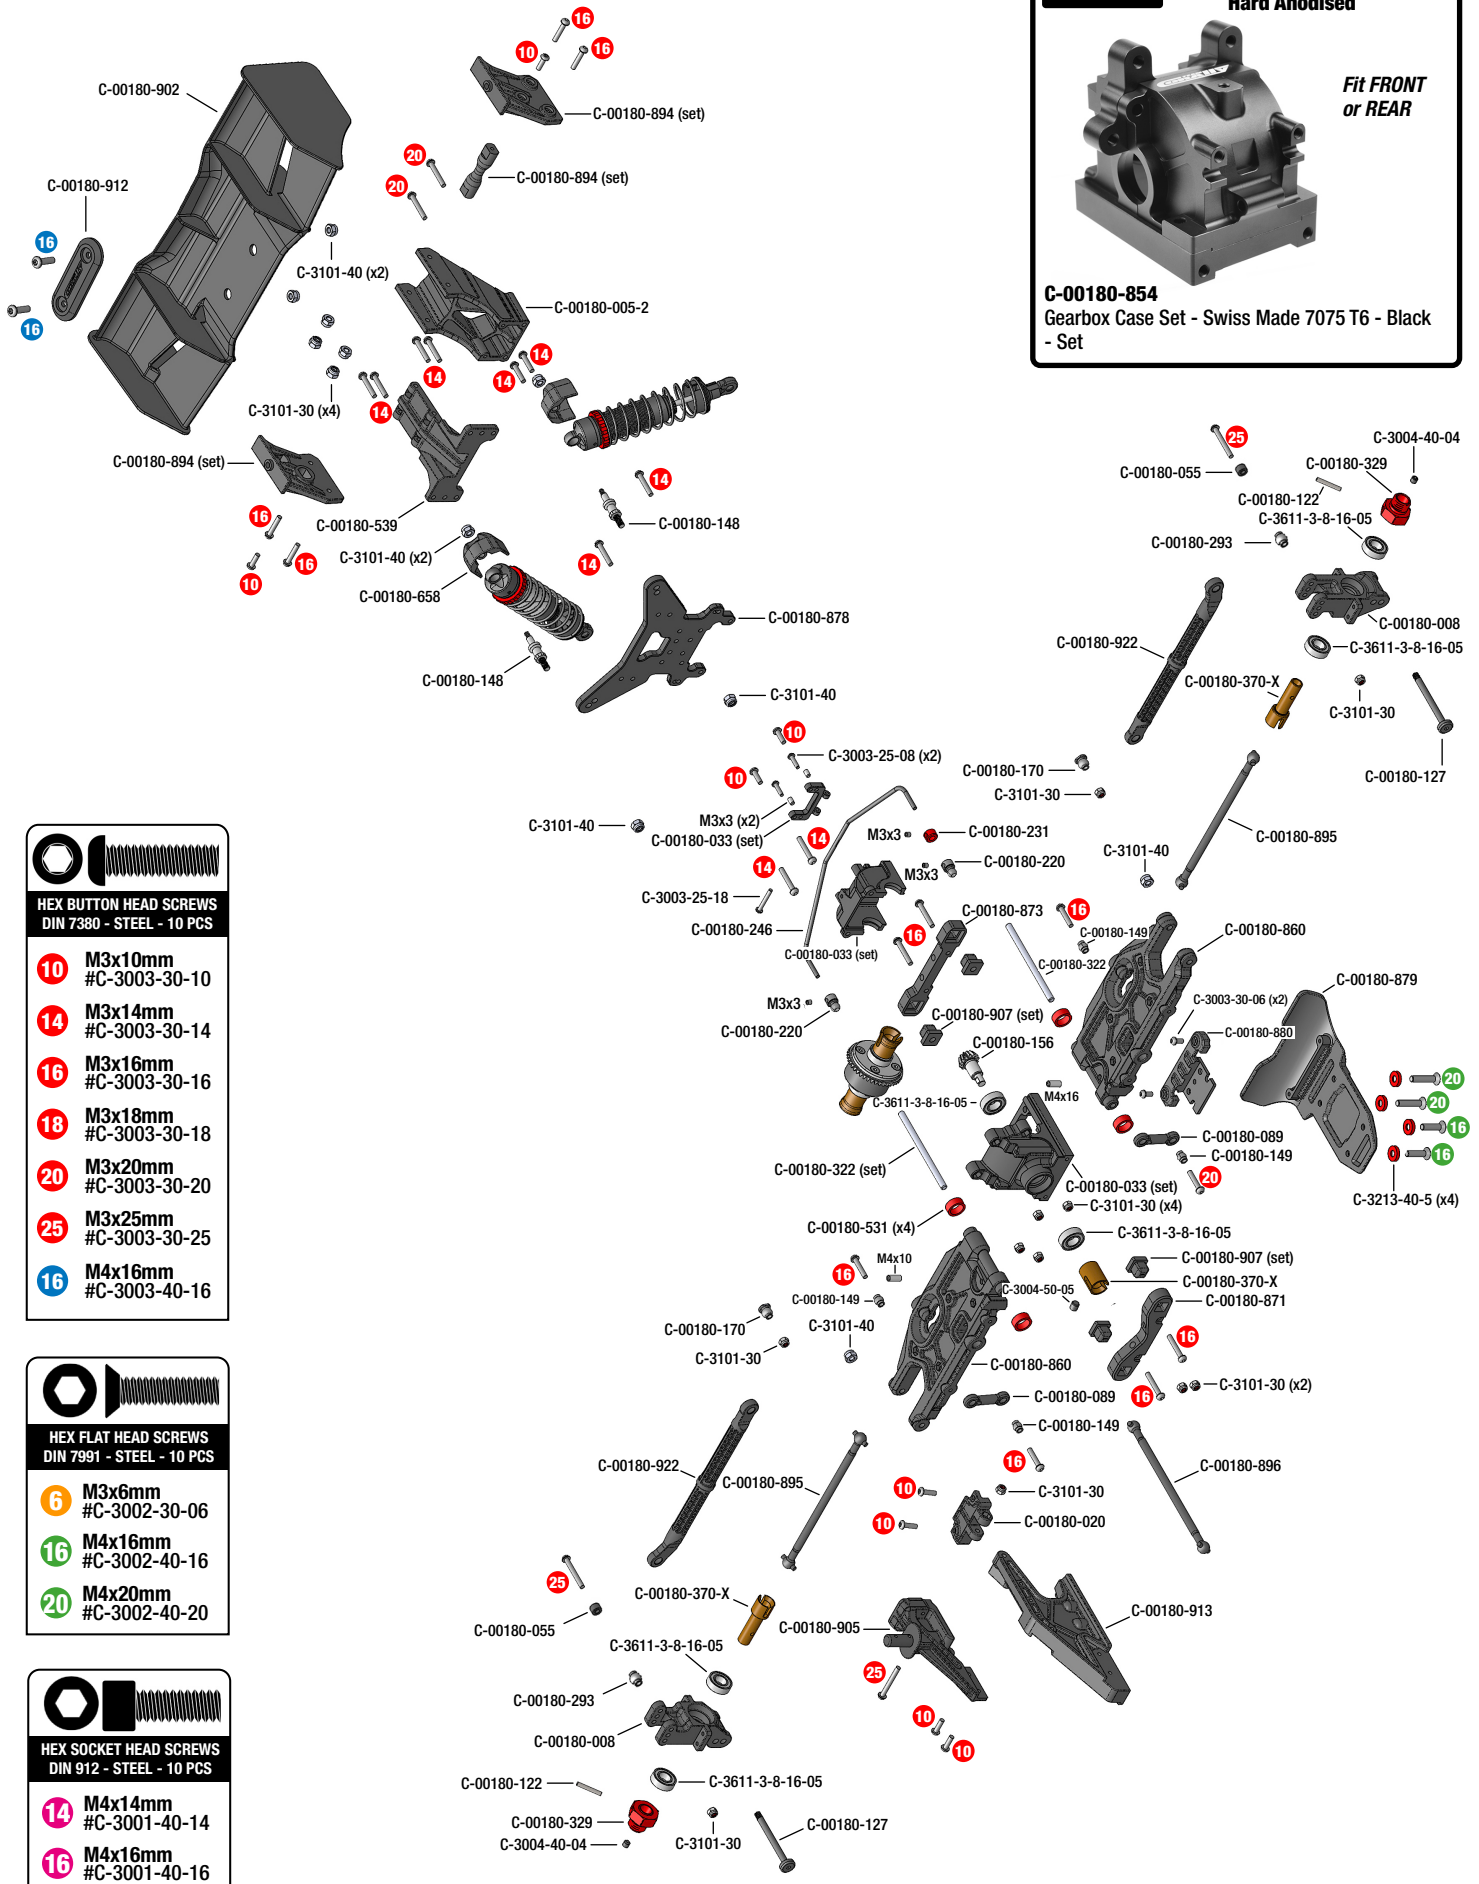 Hard Anodised
Fit FRONT
or REAR
C-00180-854
Gearbox Case Set - Swiss Made 7075 T6 - Black
- Set
16
10
16
C-00180-902
C-00180-894 (set)
20
C-00180-894 (set)
20
C-00180-912
16
C-3101-40 (x2)
C-00180-005-2
16
14
14
14
C-3101-30 (x4)
14
C-00180-894 (set)
14
C-00180-148
16
C-00180-539
C-3101-40 (x2)
16
14
10
C-00180-658
C-00180-878
C-00180-148
C-3101-40
25
C-3004-40-04
C-00180-055
C-00180-329
C-00180-122
C-3611-3-8-16-05
C-00180-293
C-00180-008
C-00180-922
C-3611-3-8-16-05
C-00180-370-X
C-3101-30
C-00180-127
10
C-3003-25-08 (x2)
10
C-00180-170
C-3101-30
M3x3 (x2)
C-3101-40
C-00180-033 (set)
M3x3
C-00180-231
C-00180-895
14
C-3101-40
C-00180-220
14
M3x3
C-3003-25-18
C-00180-873
16
C-00180-246
16
C-00180-149
C-00180-860
C-00180-033 (set)
C-00180-322
C-00180-879
M3x3
C-3003-30-06 (x2)
C-00180-220
C-00180-907 (set)
C-00180-880
C-00180-156
20
C-3611-3-8-16-05
M4x16
20
16
C-00180-089
16
C-00180-149
C-00180-322 (set)
C-00180-033 (set)
20
C-3213-40-5 (x4)
C-3101-30 (x4)
C-00180-531 (x4)
C-3611-3-8-16-05
M4x10
C-00180-907 (set)
16
C-00180-370-X
C-00180-149
C-3004-50-05
C-00180-871
C-00180-170
C-3101-40
C-3101-30
16
C-00180-860
C-3101-30 (x2)
16
C-00180-089
C-00180-149
C-00180-922
16
C-00180-896
C-00180-895
10
C-3101-30
10
C-00180-020
25
C-00180-370-X
C-00180-913
C-00180-055
C-00180-905
C-3611-3-8-16-05
25
C-00180-293
10
C-00180-008
10
C-00180-122
C-3611-3-8-16-05
C-00180-329
C-00180-127
C-3004-40-04
C-3101-30
HEX BUTTON HEAD SCREWS
DIN 7380 - STEEL - 10 PCS
10 M3x10mm
#C-3003-30-10
14 M3x14mm
#C-3003-30-14
16 M3x16mm
#C-3003-30-16
18 M3x18mm
#C-3003-30-18
20 M3x20mm
#C-3003-30-20
25 M3x25mm
#C-3003-30-25
16 M4x16mm
#C-3003-40-16
HEX FLAT HEAD SCREWS
DIN 7991 - STEEL - 10 PCS
6 M3x6mm
#C-3002-30-06
16 M4x16mm
#C-3002-40-16
20 M4x20mm
#C-3002-40-20
HEX SOCKET HEAD SCREWS
DIN 912 - STEEL - 10 PCS
14 M4x14mm
#C-3001-40-14
16 M4x16mm
#C-3001-40-16